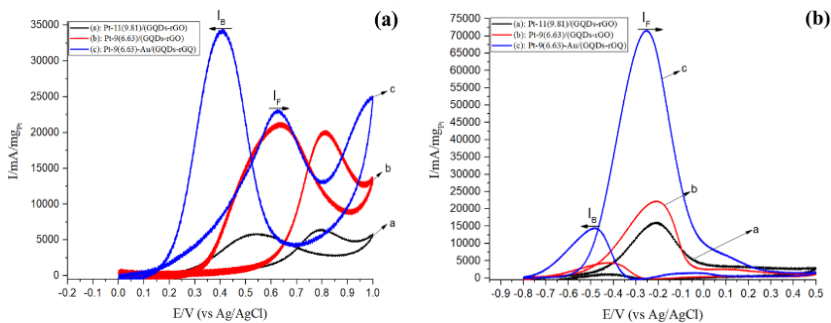 (a)
I_B
(a): Pt-11(9.81)/(GQDs-rGO)
(b): Pt-9(6.63)/(GQDs-rGO)
(c): Pt-9(6.63)-Au/(GQDs-rGQ)
I_F
c
b
a
35000
30000
25000
20000
15000
10000
5000
0
I/mA/mg_Pt
-0.2 -0.1 0.0 0.1 0.2 0.3 0.4 0.5 0.6 0.7 0.8 0.9 1.0
E/V (vs Ag/AgCl)
(b)
(a): Pt-11(9.81)/(GQDs-rGO)
(b): Pt-9(6.63)/(GQDs-rGO)
(c): Pt-9(6.63)-Au/(GQDs-rGQ)
I_F
c
b
a
I_B
75000
70000
65000
60000
55000
50000
45000
40000
35000
30000
25000
20000
15000
10000
5000
0
I/mA/mg_Pt
-0.9 -0.8 -0.7 -0.6 -0.5 -0.4 -0.3 -0.2 -0.1 0.0 0.1 0.2 0.3 0.4 0.5
E/V (vs Ag/AgCl)